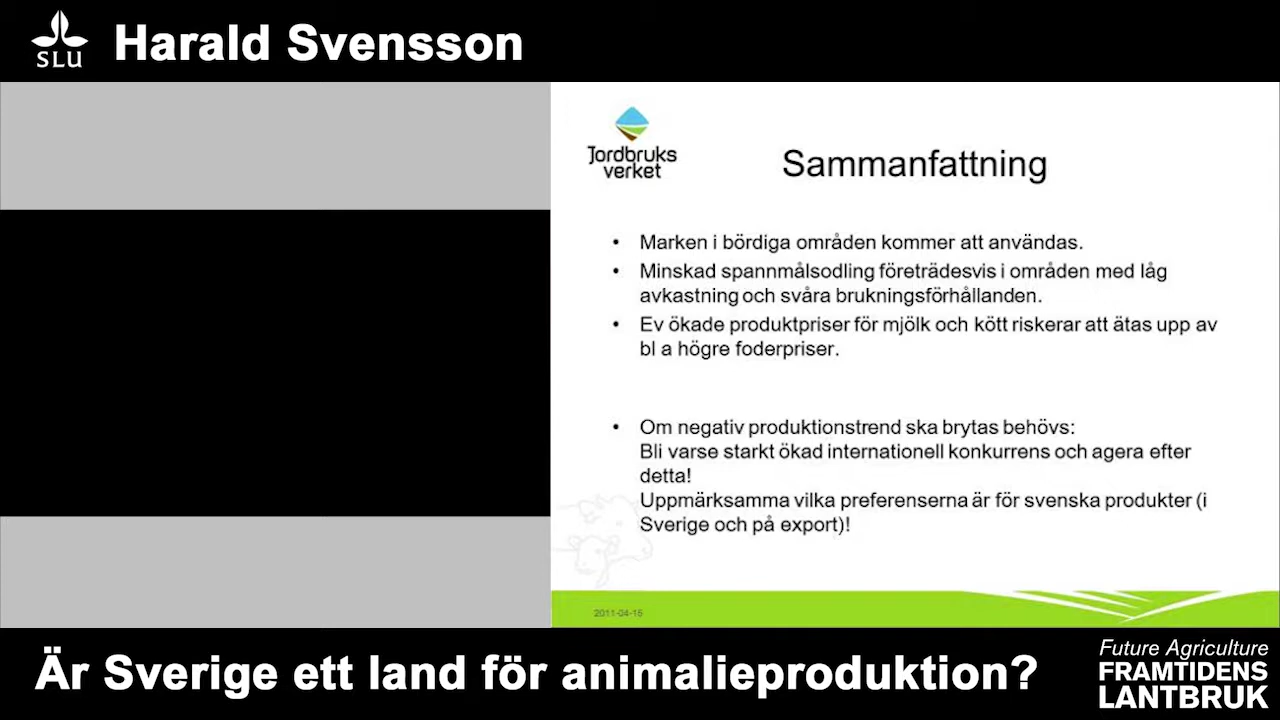 SLU
Harald Svensson
Jordbruks
verket
Sammanfattning
• Marken i bördiga områden kommer att användas.
• Minskad spannmålsodling företrädesvis i områden med låg
avkastning och svåra brukningsförhållanden.
• Ev ökade produktpriser för mjölk och kött riskerar att ätas upp av
bl a högre foderpriser.
• Om negativ produktionstrend ska brytas behövs:
Bli varse starkt ökad internationell konkurrens och agera efter
detta!
Uppmärksamma vilka preferenserna är för svenska produkter (i
Sverige och på export)!
2011-04-15
Är Sverige ett land för animalieproduktion?
Future Agriculture
FRAMTIDENS
LANTBRUK